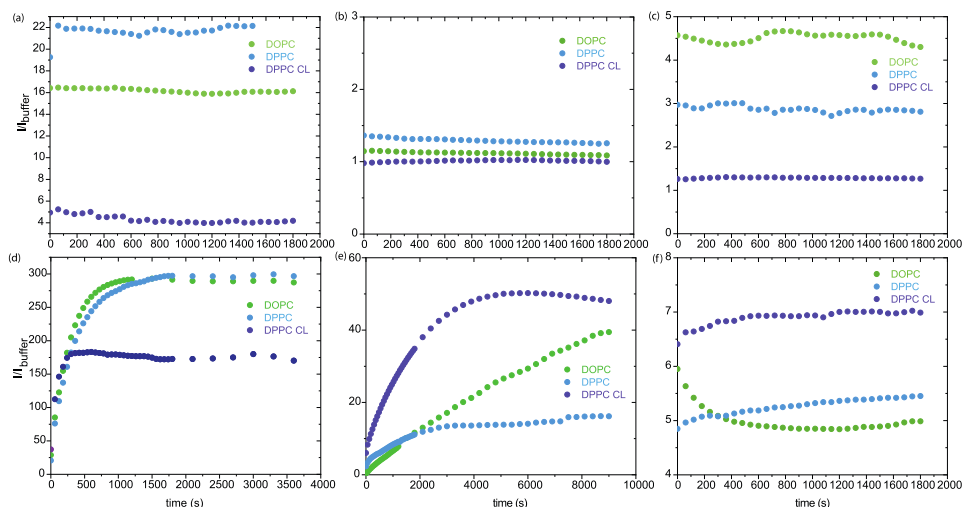 (a)
I/I_buffer
22
20
18
16
14
12
10
8
6
4
DOPC
DPPC
DPPC CL
0 200 400 600 800 1000 1200 1400 1600 1800 2000
(b)
3
2
1
0
DOPC
DPPC
DPPC CL
0 200 400 600 800 1000 1200 1400 1600 1800 2000
(c)
5
4
3
2
1
0
DOPC
DPPC
DPPC CL
0 200 400 600 800 1000 1200 1400 1600 1800 2000
(d)
I/I_buffer
300
250
200
150
100
50
0
DOPC
DPPC
DPPC CL
0 500 1000 1500 2000 2500 3000 3500 4000
time (s)
(e)
60
40
20
0
DOPC
DPPC
DPPC CL
0 2000 4000 6000 8000 10000
time (s)
(f)
8
7
6
5
4
DOPC
DPPC
DPPC CL
0 200 400 600 800 1000 1200 1400 1600 1800 2000
time (s)